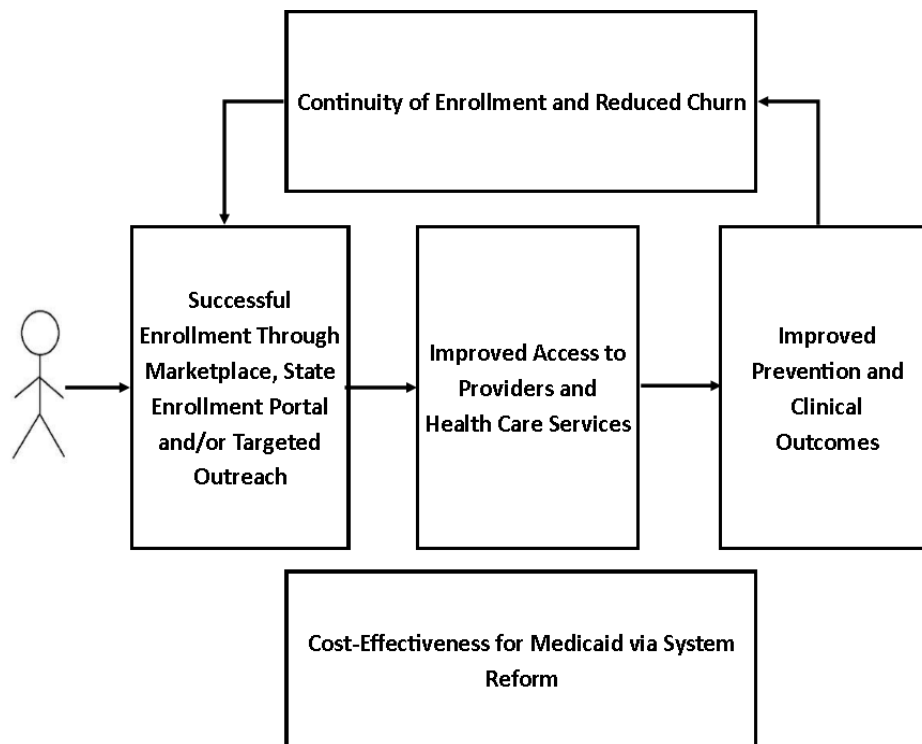 Continuity of Enrollment and Reduced Churn
Successful
Enrollment Through
Marketplace, State
Enrollment Portal
and/or Targeted
Outreach
Improved Access to
Providers and
Health Care Services
Improved
Prevention and
Clinical
Outcomes
Cost-Effectiveness for Medicaid via System
Reform